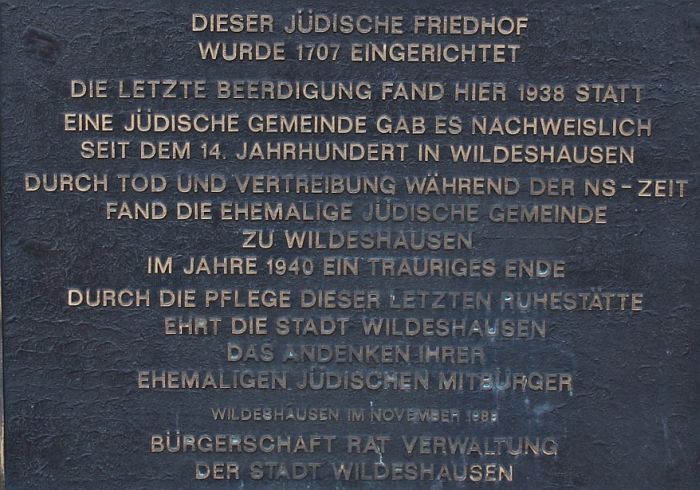 DIESER JÜDISCHE FRIEDHOF
WURDE 1707 EINGERICHTET
DIE LETZTE BEERDIGUNG FAND HIER 1938 STATT
EINE JÜDISCHE GEMEINDE GAB ES NACHWEISLICH
SEIT DEM 14. JAHRHUNDERT IN WILDESHAUSEN
DURCH TOD UND VERTREIBUNG WÄHREND DER NS-ZEIT
FAND DIE EHEMALIGE JÜDISCHE GEMEINDE
ZU WILDESHAUSEN
IM JAHRE 1940 EIN TRAURIGES ENDE
DURCH DIE PFLEGE DIESER LETZTEN RUHESTÄTTE
EHRT DIE STADT WILDESHAUSEN
DAS ANDENKEN IHRER
EHEMALIGEN JÜDISCHEN MITBÜRGER
WILDESHAUSEN IM NOVEMBER
BÜRGERSCHAFT RAT VERWALTUNG
DER STADT WILDESHAUSEN